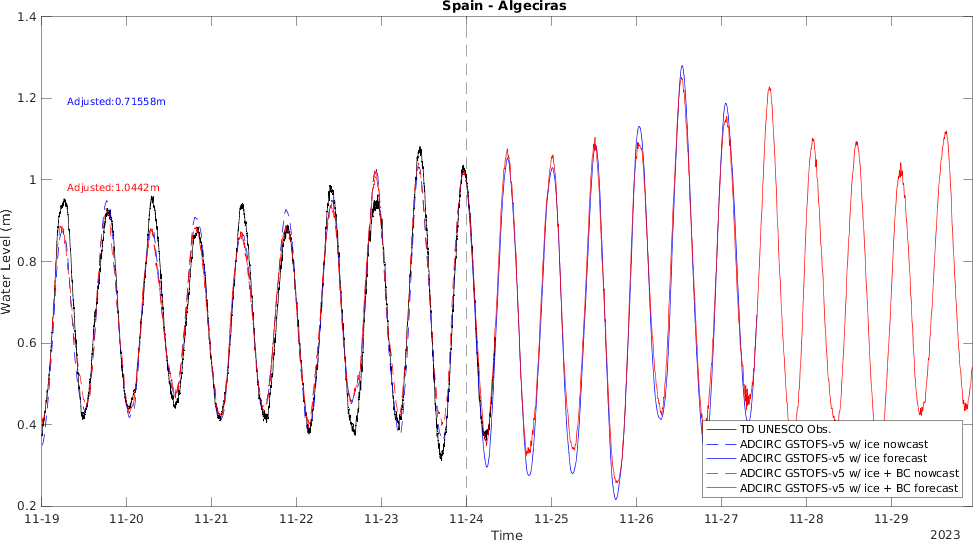 Spain - Algeciras
1.4
1.2
1
0.8
0.6
0.4
0.2
Water Level (m)
Adjusted:0.71558m
Adjusted:1.0442m
TD UNESCO Obs.
ADCIRC GSTOFS-v5 w/ ice nowcast
ADCIRC GSTOFS-v5 w/ ice forecast
ADCIRC GSTOFS-v5 w/ ice + BC nowcast
ADCIRC GSTOFS-v5 w/ ice + BC forecast
11-19 11-20 11-21 11-22 11-23 11-24 11-25 11-26 11-27 11-28 11-29
Time
2023